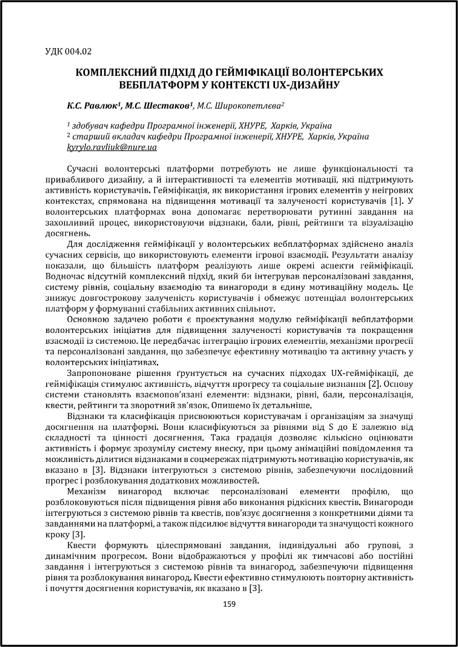 УДК 004.02
КОМПЛЕКСНИЙ ПІДХІД ДО ГЕЙМІФІКАЦІЇ ВОЛОНТЕРСЬКИХ
ВЕБПЛАТФОРМ У КОНТЕКСТІ UX-ДИЗАЙНУ
К.С. Равлюк¹, М.С. Шестаков¹, М.С. Широкопетлєва²
¹ здобувач кафедри Програмної інженерії, ХНУРЕ, Харків, Україна
² старший викладач кафедри Програмної інженерії, ХНУРЕ, Харків, Україна
kyrylo.ravliuk@nure.ua
Сучасні волонтерські платформи потребують не лише функціональності та
привабливого дизайну, а й інтерактивності та елементів мотивації, які підтримують
активність користувачів. Гейміфікація, як використання ігрових елементів у неігрових
контекстах, спрямована на підвищення мотивації та залученості користувачів [1]. У
волонтерських платформах вона допомагає перетворювати рутинні завдання на
захопливий процес, використовуючи відзнаки, бали, рівні, рейтинги та візуалізацію
досягнень.
Для дослідження гейміфікації у волонтерських вебплатформах здійснено аналіз
сучасних сервісів, що використовують елементи ігрової взаємодії. Результати аналізу
показали, що більшість платформ реалізують лише окремі аспекти гейміфікації.
Водночас відсутній комплексний підхід, який би інтегрував персоналізовані завдання,
систему рівнів, соціальну взаємодію та винагороди в єдину мотиваційну модель. Це
знижує довгострокову залученість користувачів і обмежує потенціал волонтерських
платформ у формуванні стабільних активних спільнот.
Основною задачею роботи є проєктування модулю гейміфікації вебплатформи
волонтерських ініціатив для підвищення залученості користувачів та покращення
взаємодії із системою. Це передбачає інтеграцію ігрових елементів, механізми прогресії
та персоналізовані завдання, що забезпечує ефективну мотивацію та активну участь у
волонтерських ініціативах.
Запропоноване рішення ґрунтується на сучасних підходах UX-гейміфікації, де
гейміфікація стимулює активність, відчуття прогресу та соціальне визнання [2]. Основу
системи становлять взаємопов'язані елементи: відзнаки, рівні, бали, персоналізація,
квести, рейтинги та зворотний зв'язок. Опишемо їх детальніше.
Відзнаки та класифікація присвоюються користувачам і організаціям за значущі
досягнення на платформі. Вони класифікуються за рівнями від S до E залежно від
складності та цінності досягнення. Така градація дозволяє кількісно оцінювати
активність і формує зрозумілу систему внеску, при цьому анімаційні повідомлення та
можливість ділитися відзнаками в соцмережах підтримують мотивацію користувачів, як
вказано в [3]. Відзнаки інтегруються з системою рівнів, забезпечуючи послідовний
прогрес і розблокування додаткових можливостей.
Механізм винагород включає персоналізовані елементи профілю, що
розблоковуються після підвищення рівня або виконання рідкісних квестів. Винагороди
інтегруються з системою рівнів та квестів, пов'язує досягнення з конкретними діями та
завданнями на платформі, а також підсилює відчуття винагороди та значущості кожного
кроку [3].
Квести формують цілеспрямовані завдання, індивідуальні або групові, з
динамічним прогресом. Вони відображаються у профілі як тимчасові або постійні
завдання і інтегруються з системою рівнів та винагород, забезпечуючи підвищення
рівня та розблокування винагород. Квести ефективно стимулюють повторну активність
і почуття досягнення користувачів, як вказано в [3].
159